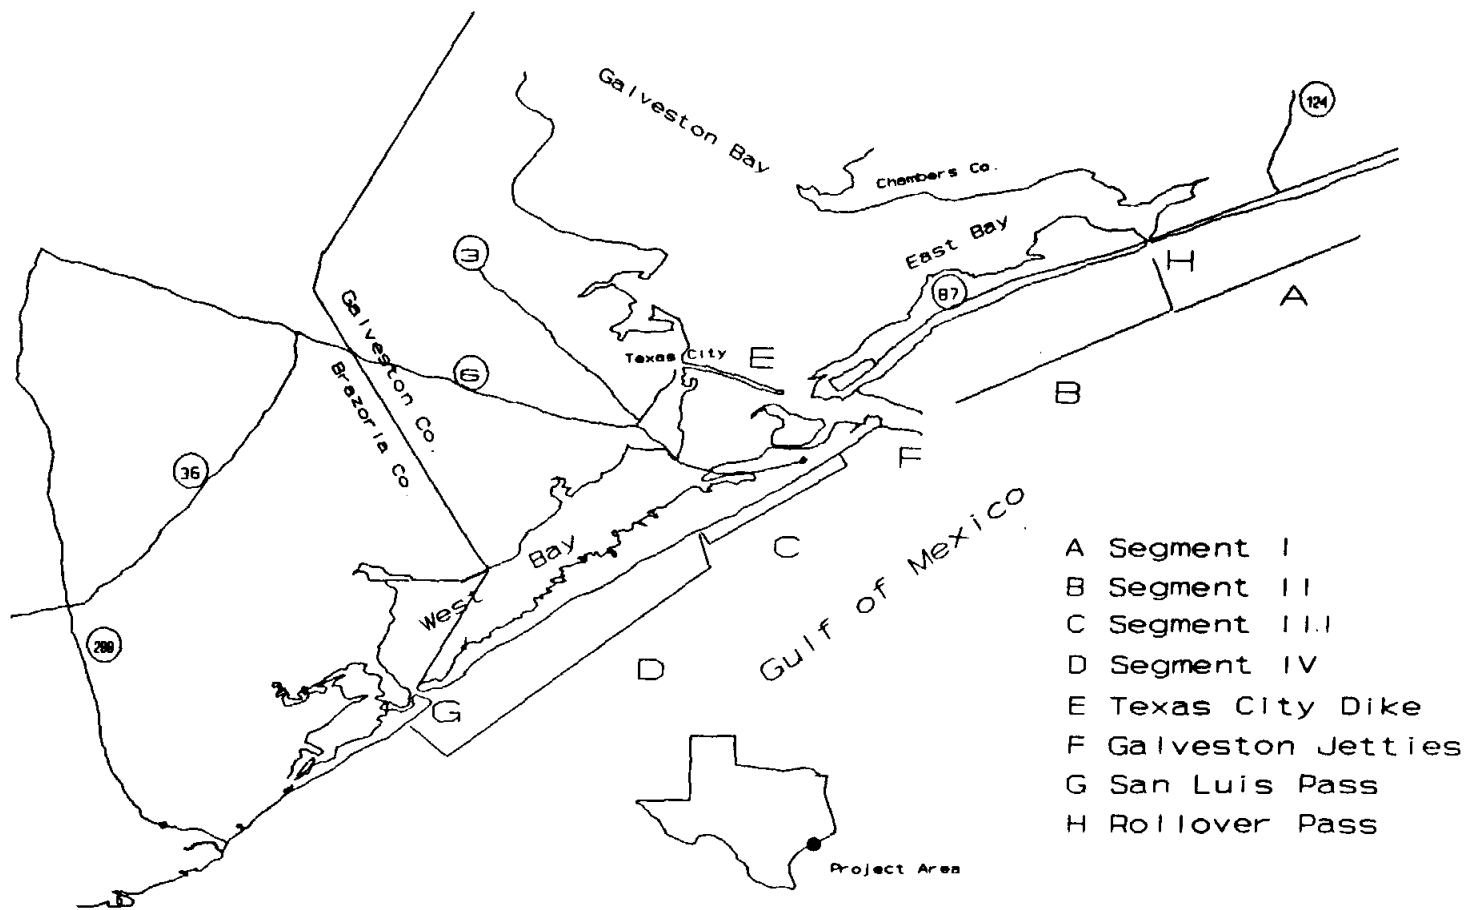 Galveston Bay
124
Chambers Co.
East Bay
3
87
H
A
Galveston Co.
Texas City
E
6
Brazoria Co.
B
F
36
Gulf of Mexico
C
West Bay
D
288
G
A Segment I
B Segment II
C Segment III
D Segment IV
E Texas City Dike
F Galveston Jetties
G San Luis Pass
H Rollover Pass
Project Area